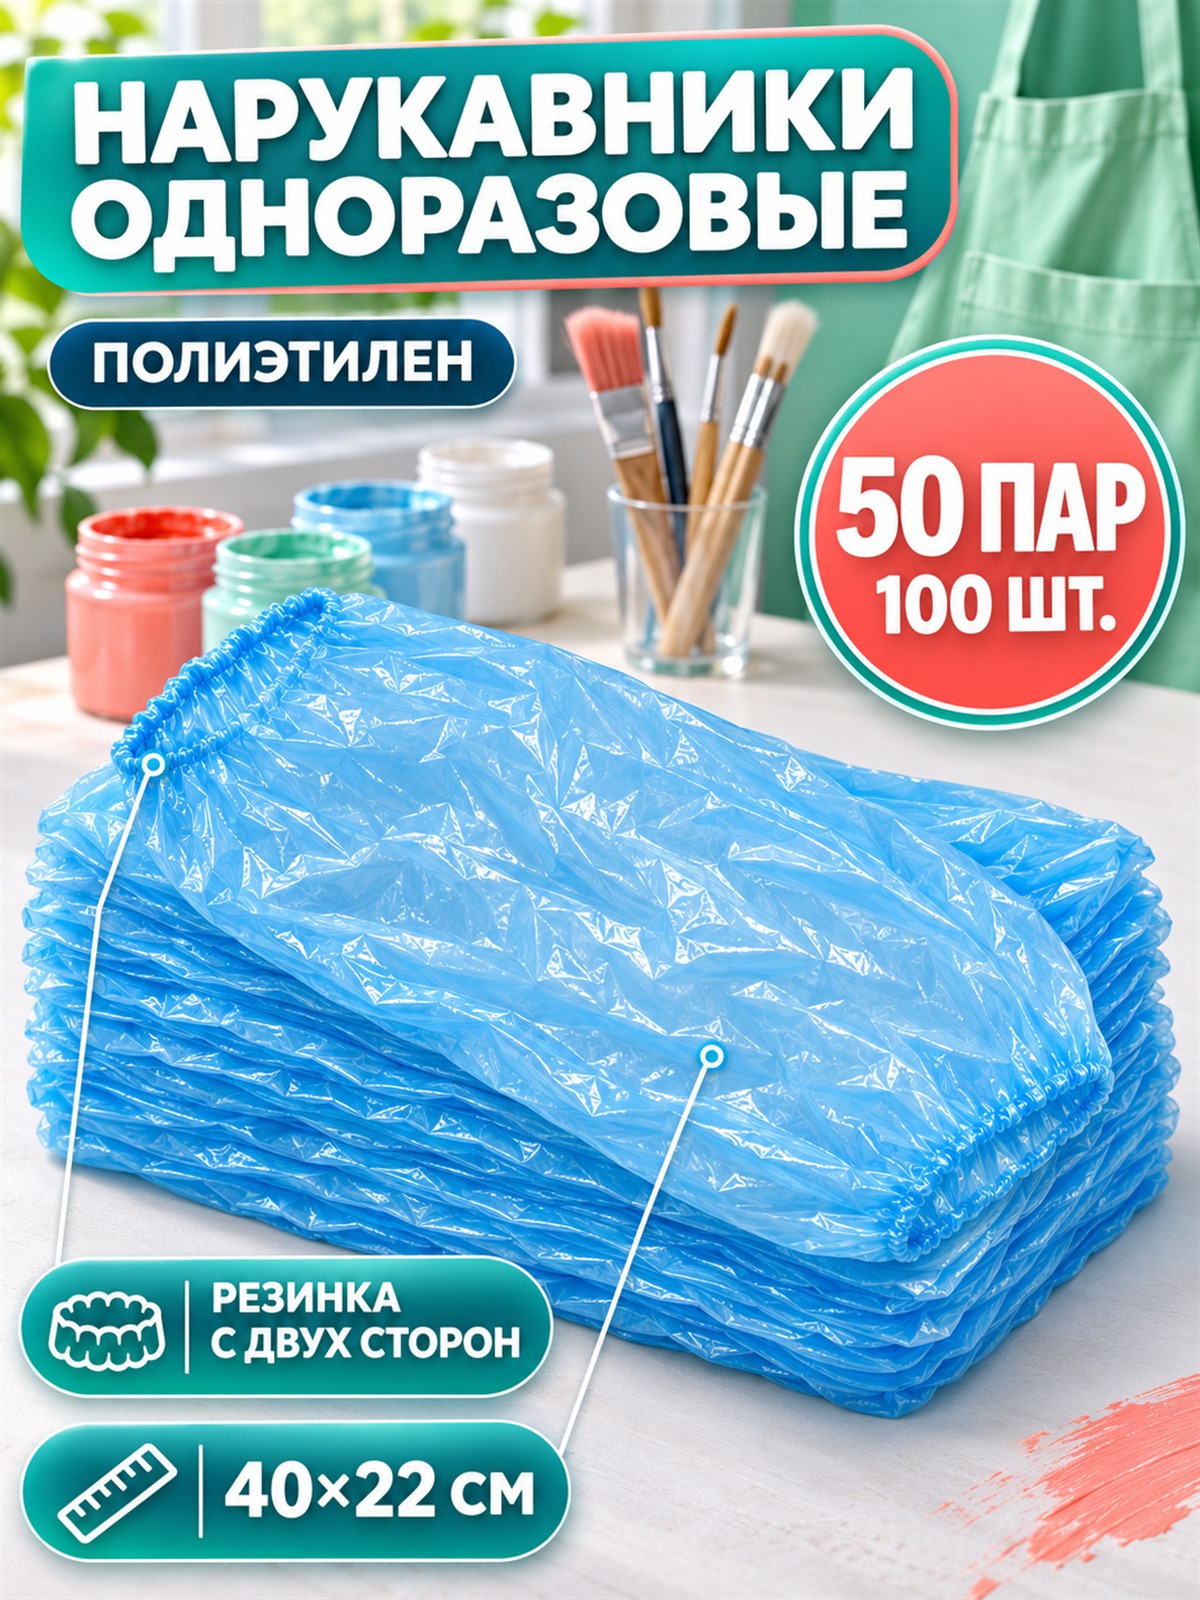 НАРУКАВНИКИ
ОДНОРАЗОВЫЕ
ПОЛИЭТИЛЕН
50 ПАР
100 ШТ.
РЕЗИНКА
С ДВУХ СТОРОН
40×22 СМ